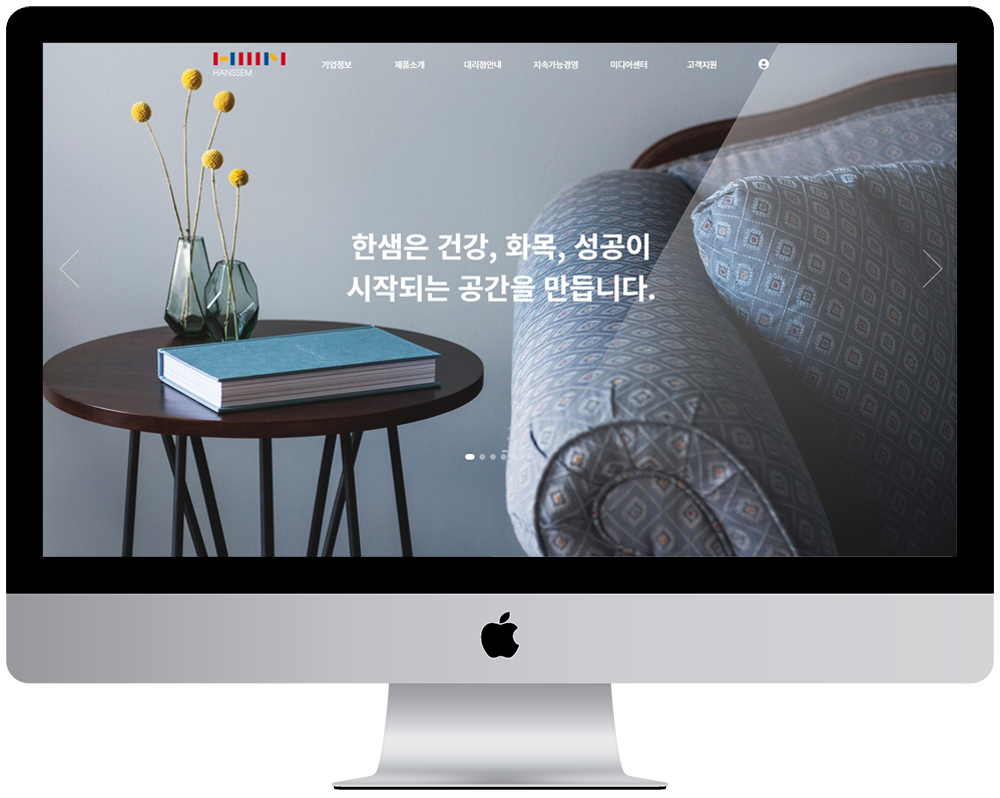 HANSSEM
기업정보 제품소개 대리점안내 지속가능경영 미디어센터 고객지원
한샘은 건강, 화목, 성공이
시작되는 공간을 만듭니다.